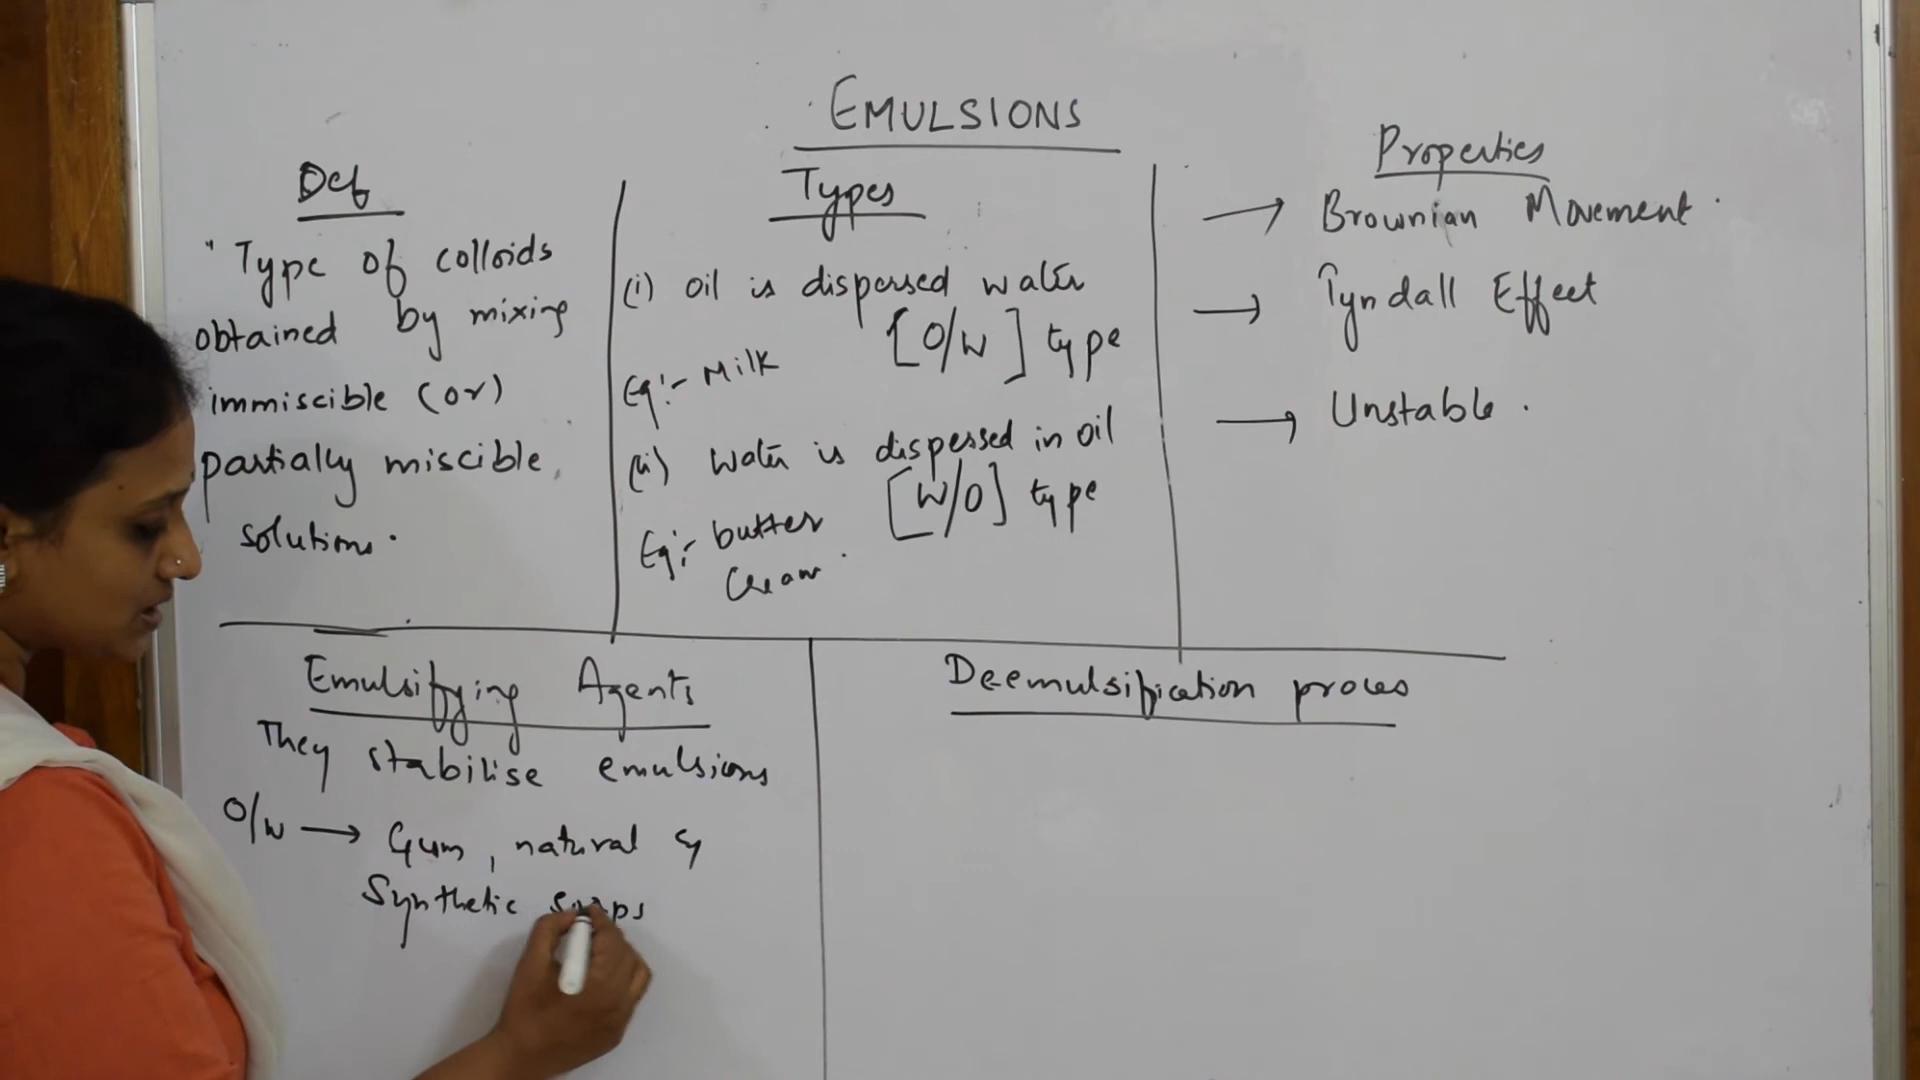 EMULSIONS
Def
"Type of colloids
obtained by mixing
immiscible (or)
partially miscible
solutions.
Types
(i) oil is dispersed water
[O/W] type
Eg:- Milk
(ii) water is dispersed in oil
[W/O] type
Eg:- butter
Cream
Properties
→ Brownian Movement.
→ Tyndall Effect
→ Unstable.
Emulsifying Agents
They stabilise emulsions
O/W → Gum, natural &
Synthetic soaps
Deemulsification process